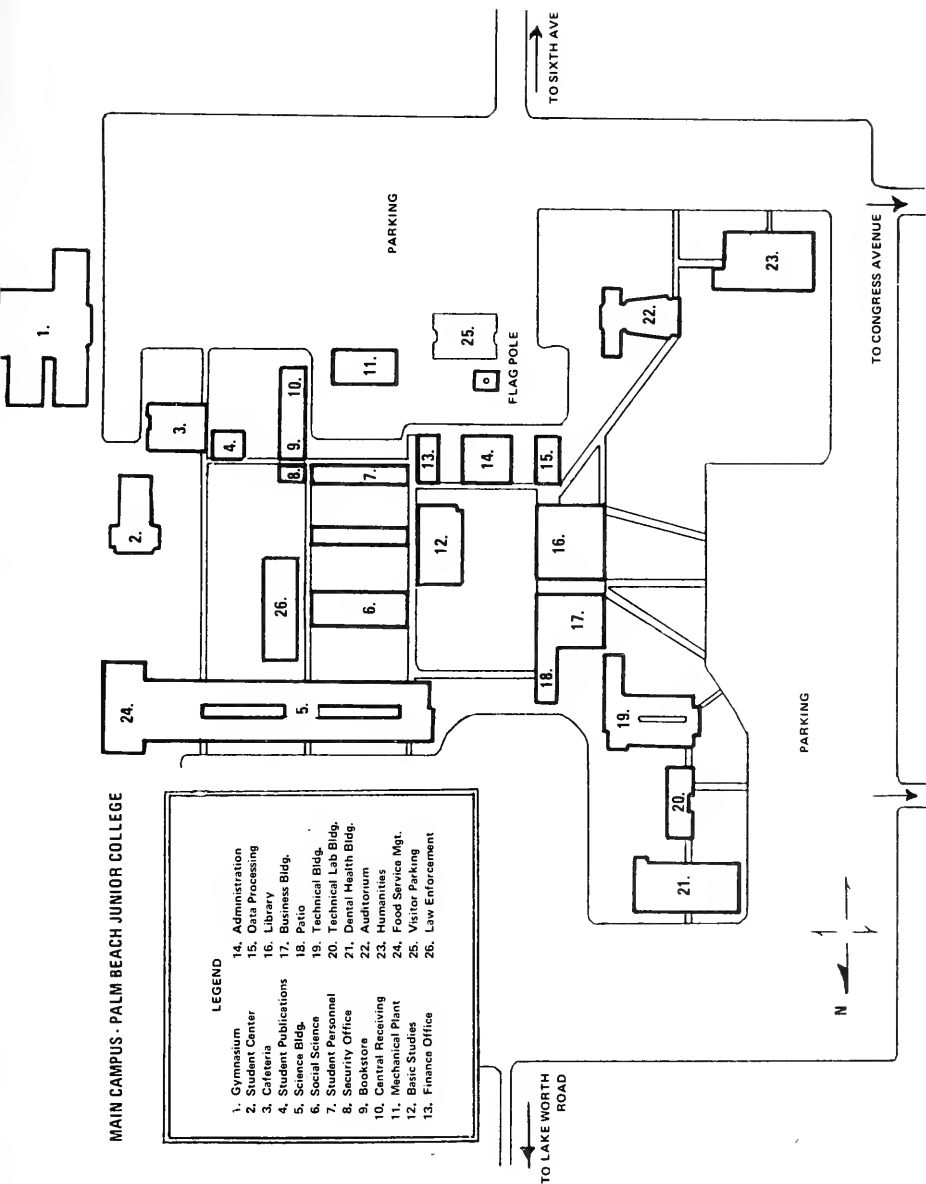 MAIN CAMPUS - PALM BEACH JUNIOR COLLEGE
LEGEND
1. Gymnasium
2. Student Center
3. Cafeteria
4. Student Publications
5. Science Bldg.
6. Social Science
7. Student Personnel
8. Security Office
9. Bookstore
10. Central Receiving
11. Mechanical Plant
12. Basic Studies
13. Finance Office
14. Administration
15. Data Processing
16. Library
17. Business Bldg.
18. Patio
19. Technical Bldg.
20. Technical Lab Bldg.
21. Dental Health Bldg.
22. Auditorium
23. Humanities
24. Food Service Mgt.
25. Visitor Parking
26. Law Enforcement
24.
2.
3.
1.
4.
5.
26.
8.
9.
10.
6.
7.
11.
PARKING
12.
13.
14.
25.
FLAG POLE
18.
17.
16.
15.
TO SIXTH AVE
19.
22.
20.
21.
23.
PARKING
N
TO LAKE WORTH
ROAD
TO CONGRESS AVENUE